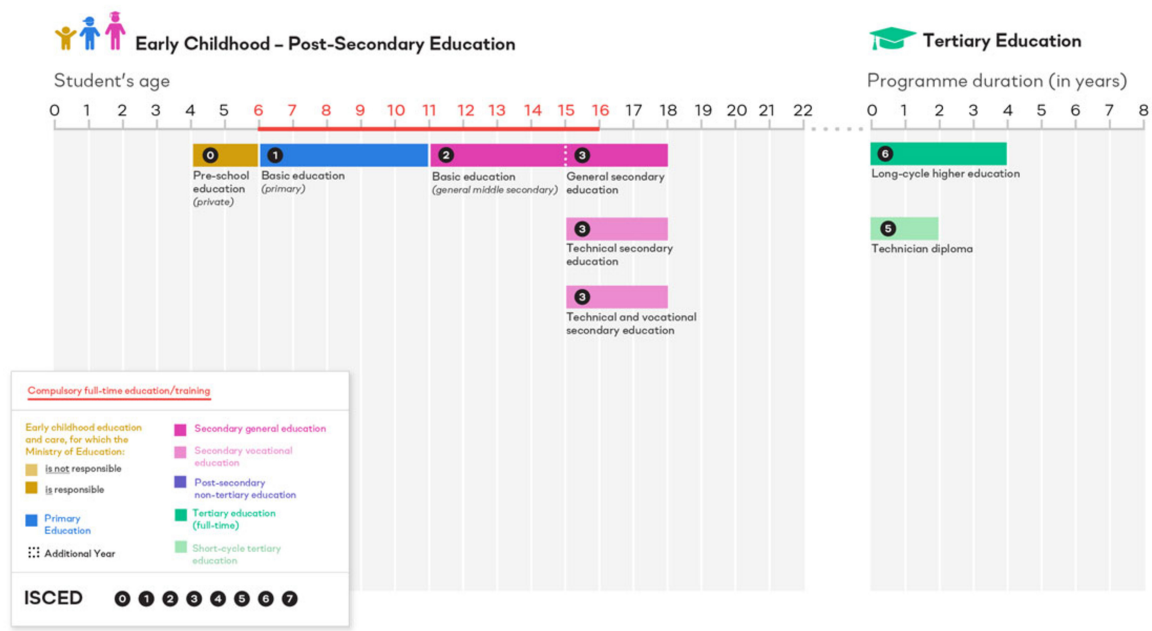 Early Childhood – Post-Secondary Education
Student's age
0 1 2 3 4 5 6 7 8 9 10 11 12 13 14 15 16 17 18 19 20 21 22
0
Pre-school
education
(private)
1
Basic education
(primary)
2
Basic education
(general middle secondary)
3
General secondary
education
3
Technical secondary
education
3
Technical and vocational
secondary education
Tertiary Education
Programme duration (in years)
0 1 2 3 4 5 6 7 8
6
Long-cycle higher education
5
Technician diploma
Compulsory full-time education/training
Early childhood education
and care, for which the
Ministry of Education:
is not responsible
is responsible
Primary
Education
Additional Year
Secondary general education
Secondary vocational
education
Post-secondary
non-tertiary education
Tertiary education
(full-time)
Short-cycle tertiary
education
ISCED 0 1 2 3 4 5 6 7